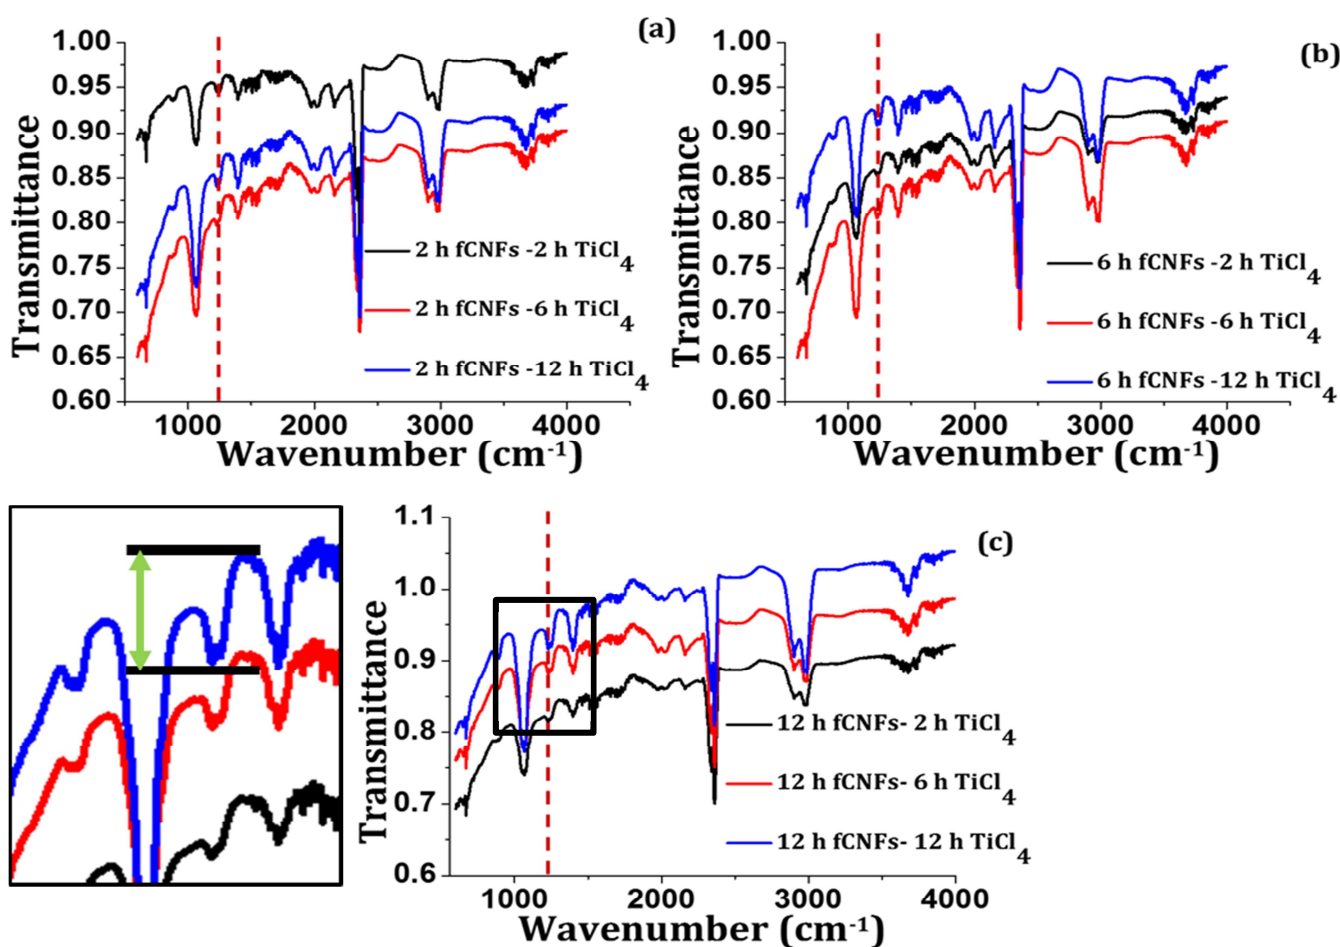 (a)
1.00
0.95
0.90
0.85
0.80
0.75
0.70
0.65
0.60
Transmittance
2 h fCNFs -2 h TiCl4
2 h fCNFs -6 h TiCl4
2 h fCNFs -12 h TiCl4
1000 2000 3000 4000
Wavenumber (cm-1)
(b)
1.00
0.95
0.90
0.85
0.80
0.75
0.70
0.65
0.60
Transmittance
6 h fCNFs -2 h TiCl4
6 h fCNFs -6 h TiCl4
6 h fCNFs -12 h TiCl4
1000 2000 3000 4000
Wavenumber (cm-1)
(c)
1.1
1.0
0.9
0.8
0.7
0.6
Transmittance
12 h fCNFs- 2 h TiCl4
12 h fCNFs- 6 h TiCl4
12 h fCNFs- 12 h TiCl4
1000 2000 3000 4000
Wavenumber (cm-1)